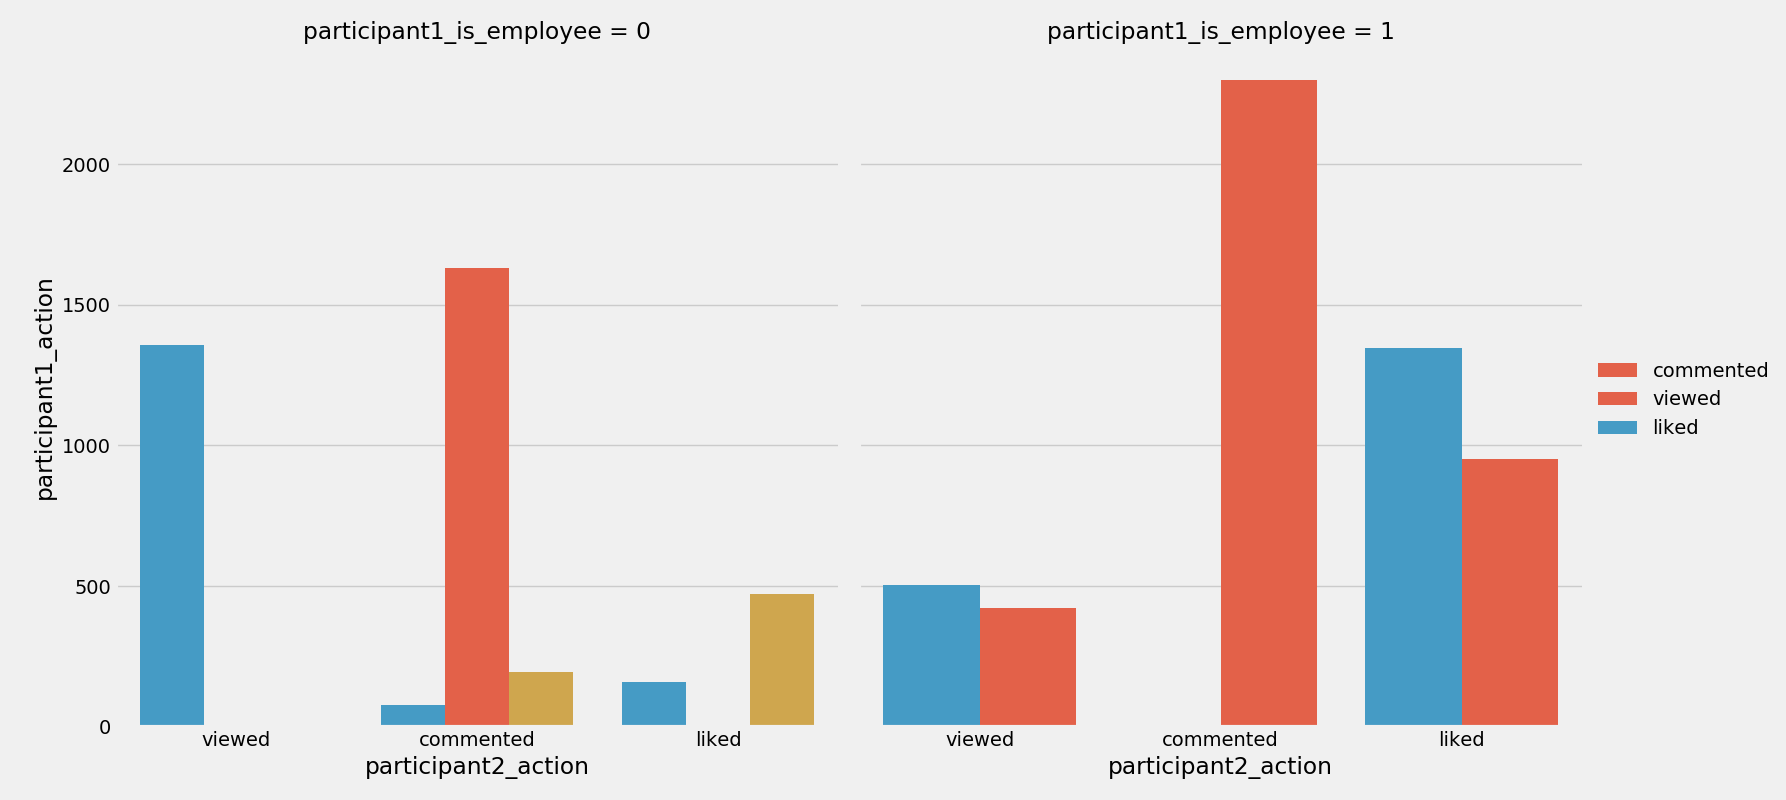 participant1_is_employee = 0
participant1_is_employee = 1
participant1_action
2000
1500
1000
500
0
viewed
commented
liked
participant2_action
viewed
commented
liked
participant2_action
commented
viewed
liked